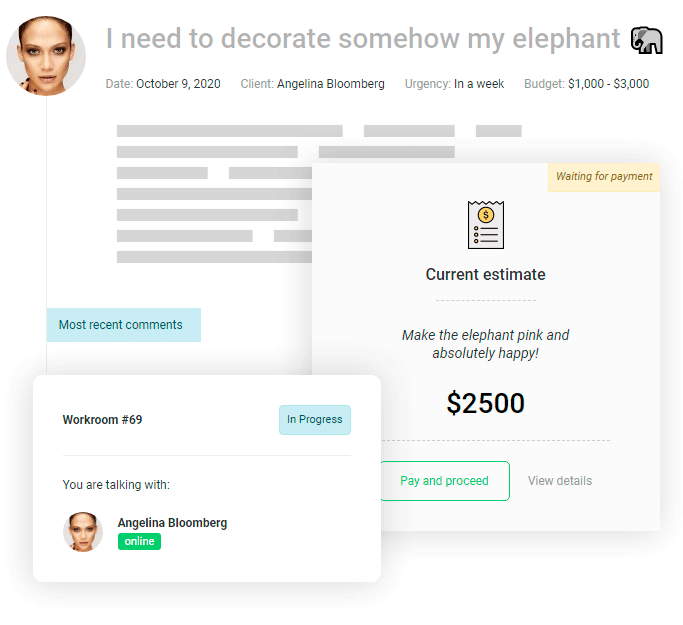 I need to decorate somehow my elephant
Date: October 9, 2020 Client: Angelina Bloomberg Urgency: In a week Budget: $1,000 - $3,000
Waiting for payment
Current estimate
Make the elephant pink and
absolutely happy!
$2500
Pay and proceed View details
Most recent comments
Workroom #69 In Progress
You are talking with:
Angelina Bloomberg
online